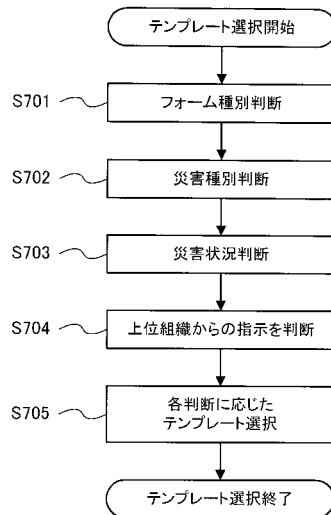 テンプレート選択開始
S701
フォーム種別判断
S702
災害種別判断
S703
災害状況判断
S704
上位組織からの指示を判断
S705
各判断に応じた
テンプレート選択
テンプレート選択終了